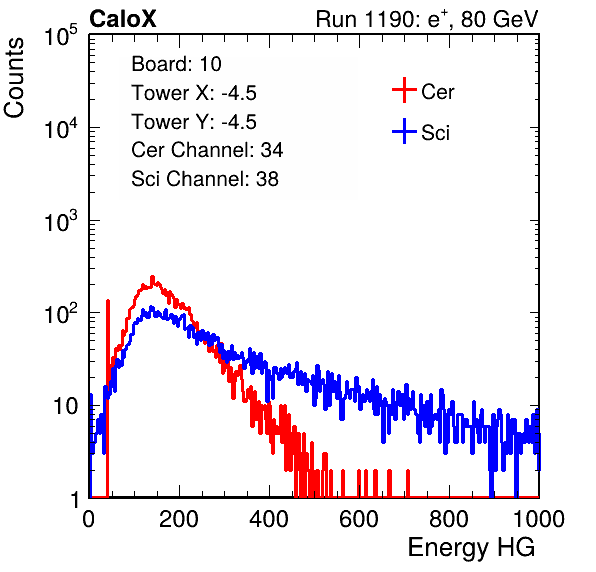 CaloX Run 1190: e⁺, 80 GeV
Counts
Board: 10
Tower X: -4.5
Tower Y: -4.5
Cer Channel: 34
Sci Channel: 38
Cer
Sci
10⁵
10⁴
10³
10²
10
1
0 200 400 600 800 1000
Energy HG